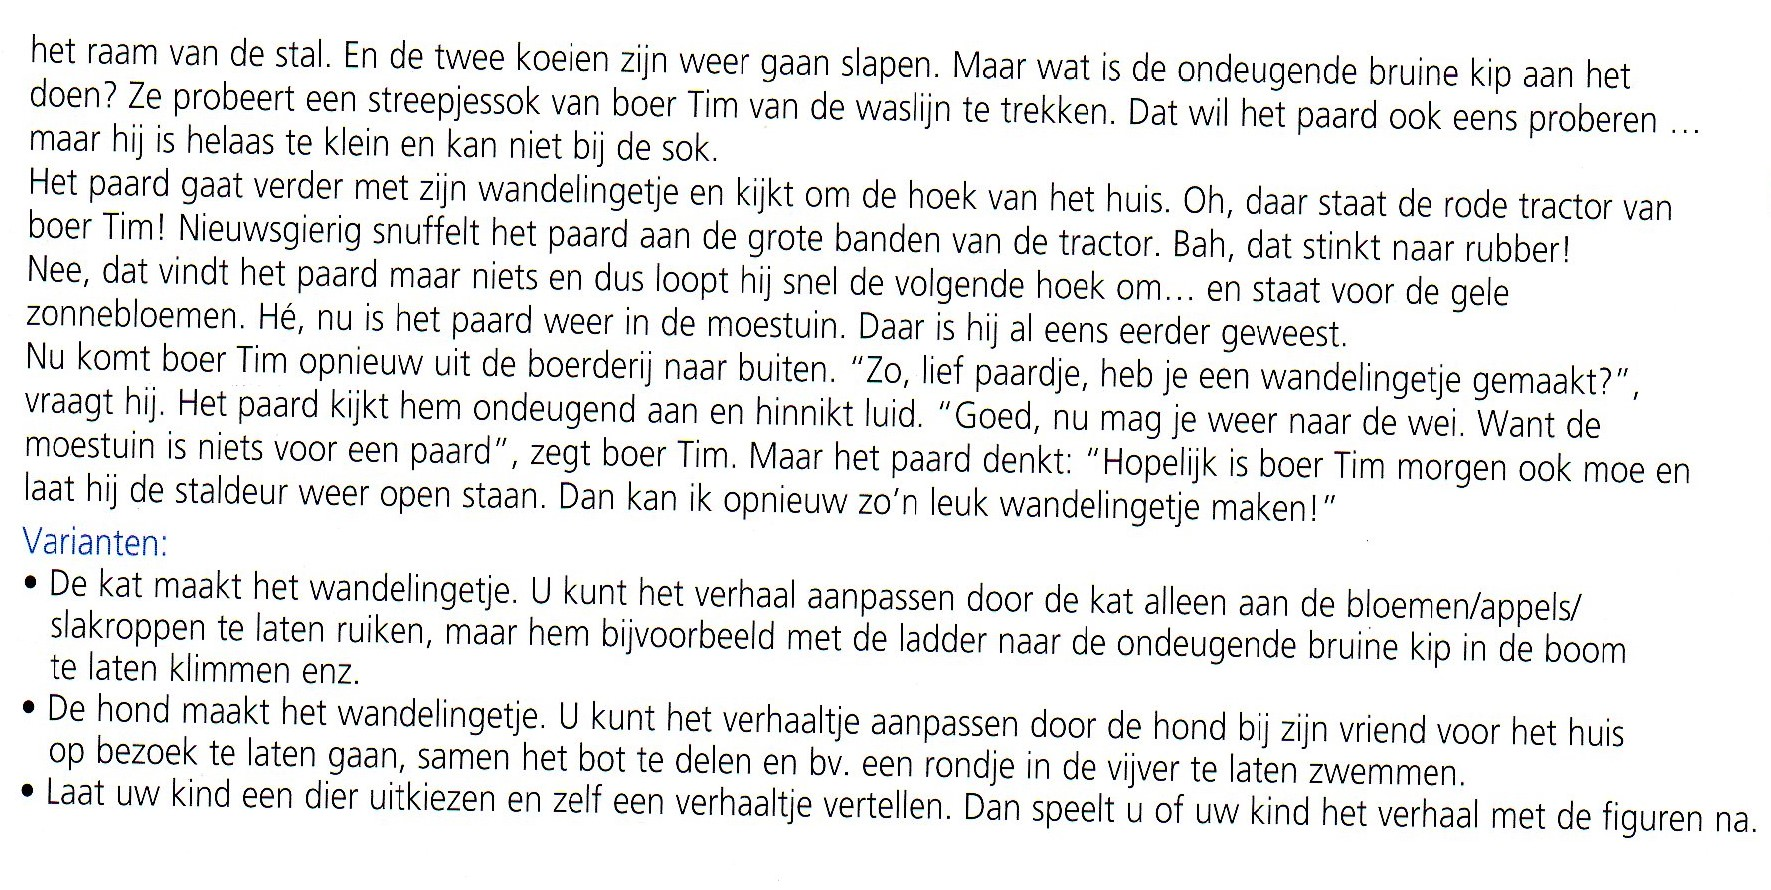 het raam van de stal. En de twee koeien zijn weer gaan slapen. Maar wat is de ondeugende bruine kip aan het
doen? Ze probeert een streepjessok van boer Tim van de waslijn te trekken. Dat wil het paard ook eens proberen ...
maar hij is helaas te klein en kan niet bij de sok.
Het paard gaat verder met zijn wandelingetje en kijkt om de hoek van het huis. Oh, daar staat de rode tractor van
boer Tim! Nieuwsgierig snuffelt het paard aan de grote banden van de tractor. Bah, dat stinkt naar rubber!
Nee, dat vindt het paard maar niets en dus loopt hij snel de volgende hoek om... en staat voor de gele
zonnebloemen. Hé, nu is het paard weer in de moestuin. Daar is hij al eens eerder geweest.
Nu komt boer Tim opnieuw uit de boerderij naar buiten. "Zo, lief paardje, heb je een wandelingetje gemaakt?",
vraagt hij. Het paard kijkt hem ondeugend aan en hinnikt luid. "Goed, nu mag je weer naar de wei. Want de
moestuin is niets voor een paard", zegt boer Tim. Maar het paard denkt: "Hopelijk is boer Tim morgen ook moe en
laat hij de staldeur weer open staan. Dan kan ik opnieuw zo'n leuk wandelingetje maken!"
Varianten:
• De kat maakt het wandelingetje. U kunt het verhaal aanpassen door de kat alleen aan de bloemen/appels/
slakroppen te laten ruiken, maar hem bijvoorbeeld met de ladder naar de ondeugende bruine kip in de boom
te laten klimmen enz.
• De hond maakt het wandelingetje. U kunt het verhaaltje aanpassen door de hond bij zijn vriend voor het huis
op bezoek te laten gaan, samen het bot te delen en bv. een rondje in de vijver te laten zwemmen.
• Laat uw kind een dier uitkiezen en zelf een verhaaltje vertellen. Dan speelt u of uw kind het verhaal met de figuren na.